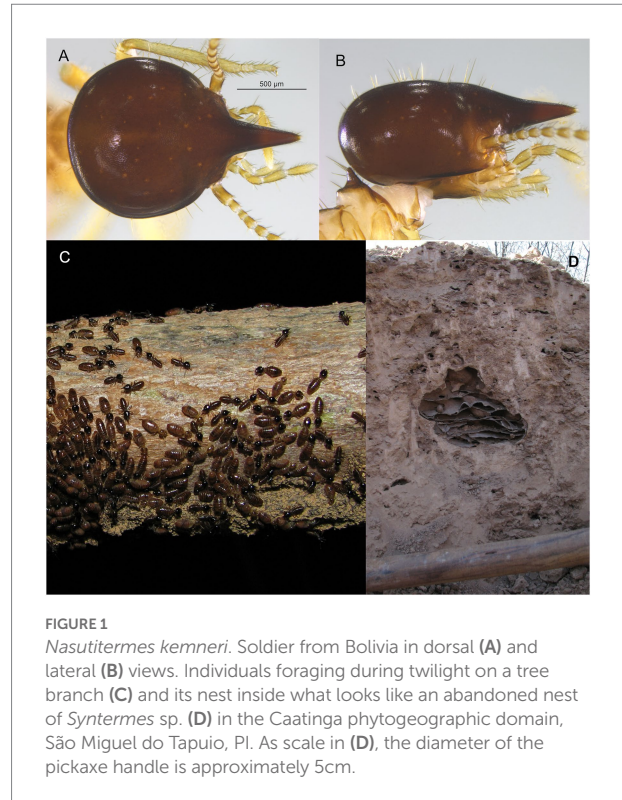 A
B
500 µm
C
D
FIGURE 1
Nasutitermes kemneri. Soldier from Bolivia in dorsal (A) and
lateral (B) views. Individuals foraging during twilight on a tree
branch (C) and its nest inside what looks like an abandoned nest
of Syntermes sp. (D) in the Caatinga phytogeographic domain,
São Miguel do Tapuio, PI. As scale in (D), the diameter of the
pickaxe handle is approximately 5cm.